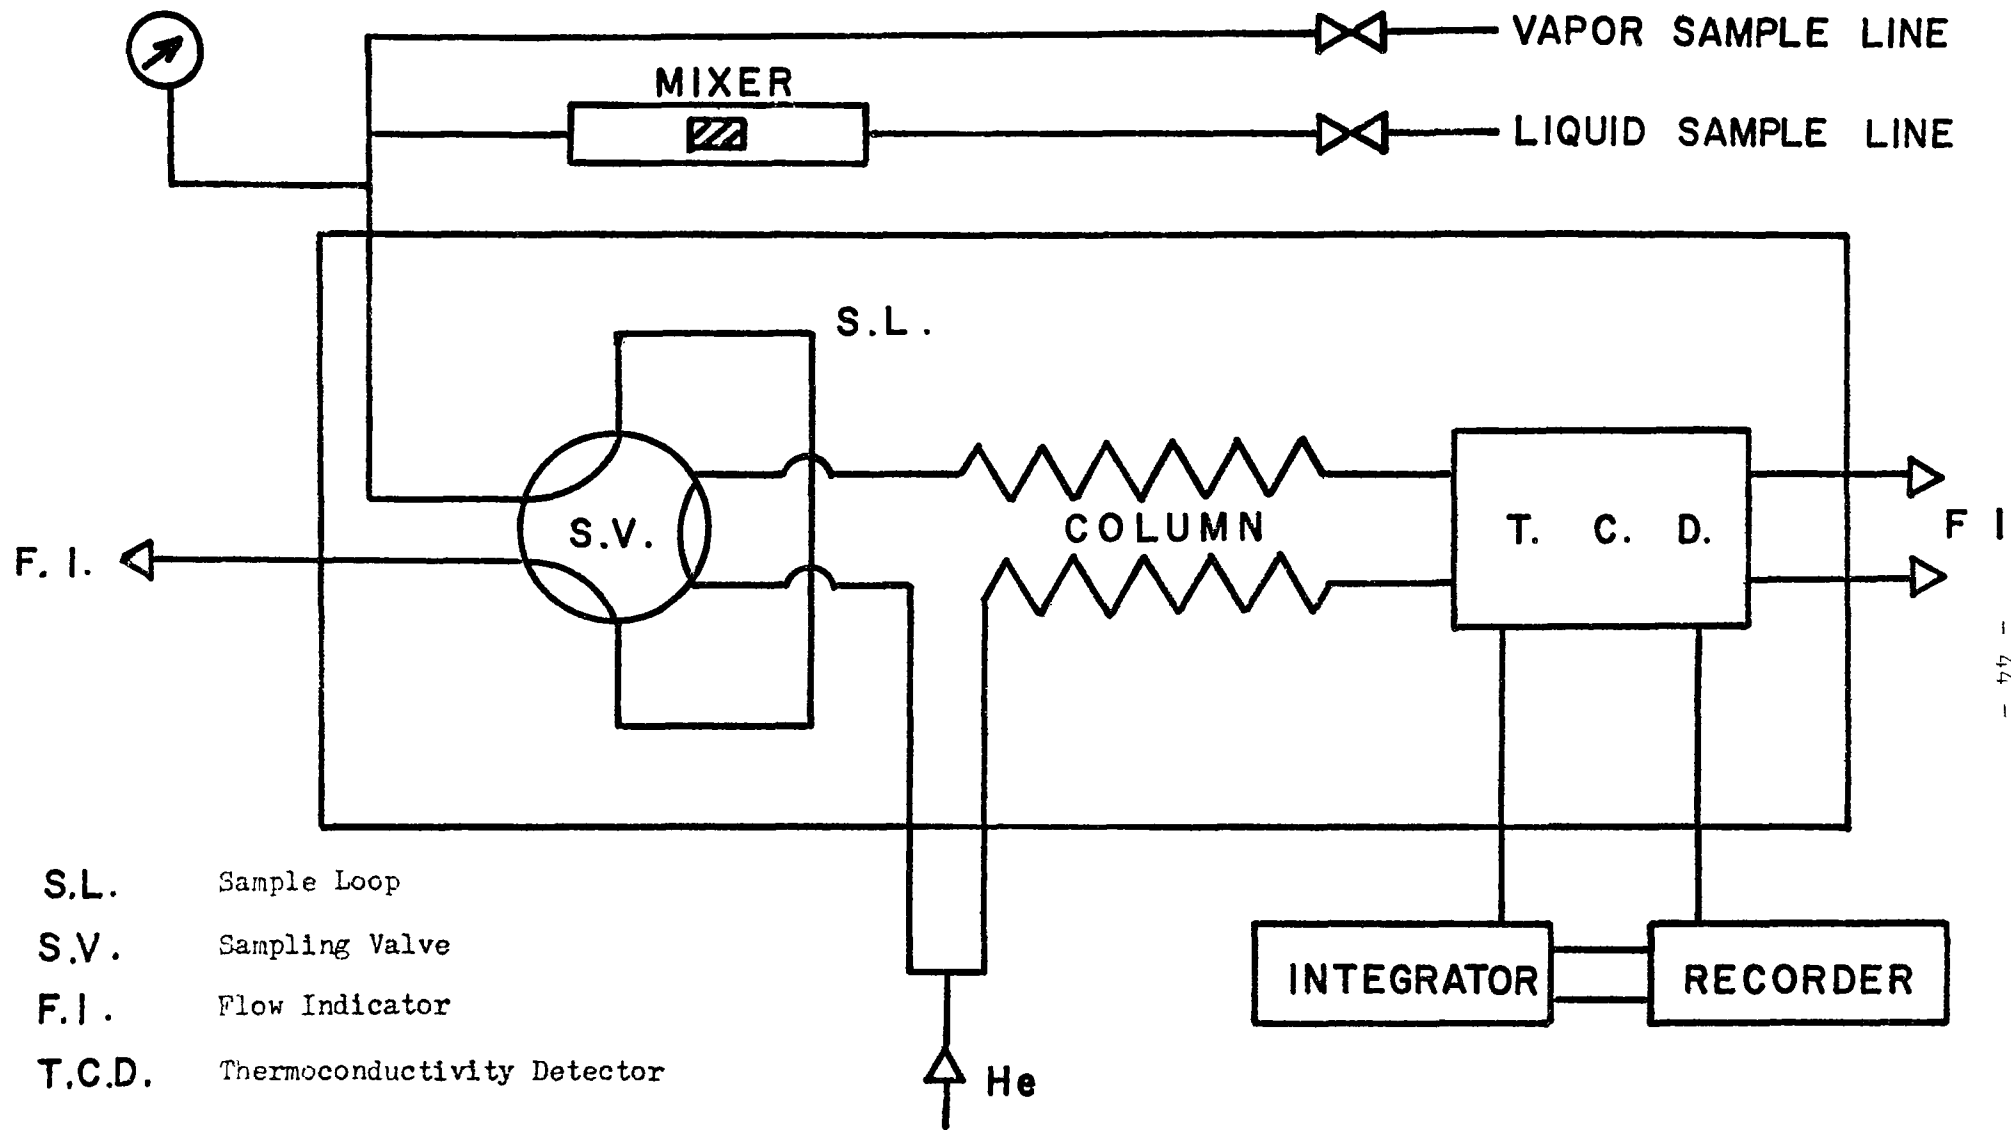 VAPOR SAMPLE LINE
MIXER
LIQUID SAMPLE LINE
S.L.
S.V.
COLUMN
T. C. D.
F I
F. I.
- 44 -
S.L. Sample Loop
S.V. Sampling Valve
F.I. Flow Indicator
T.C.D. Thermoconductivity Detector
INTEGRATOR
RECORDER
He